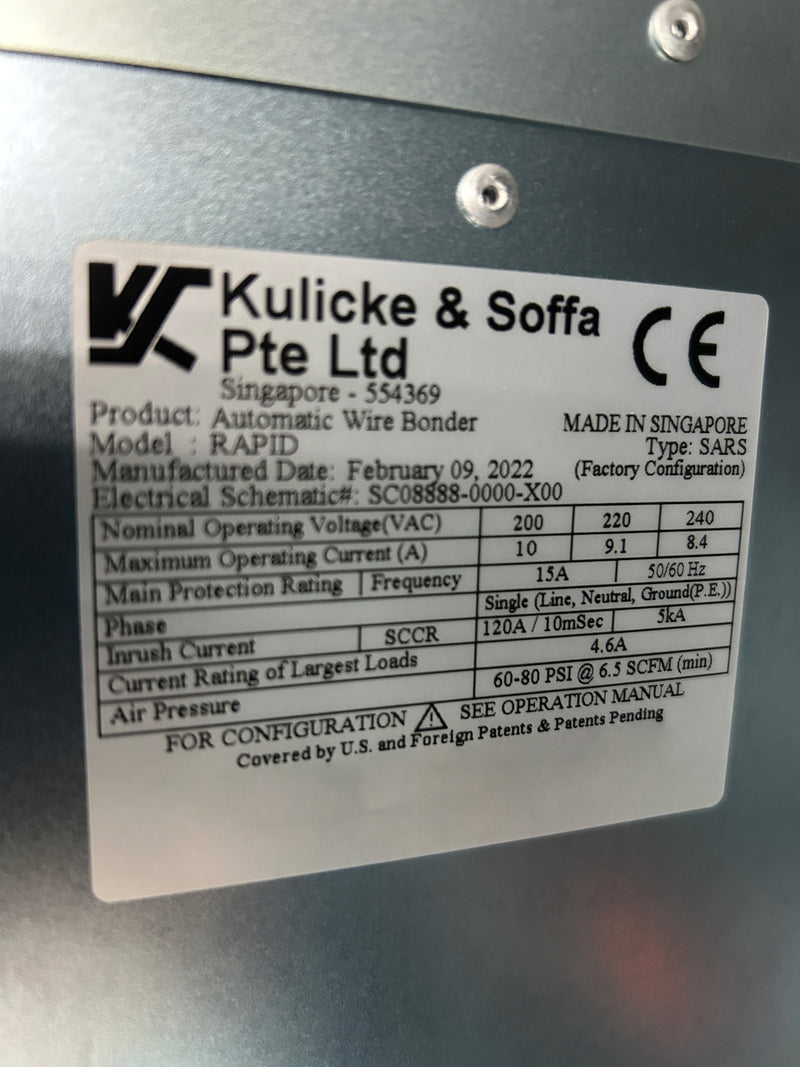 Kulicke & Soffa
Pte Ltd
CE
Singapore - 554369
Product: Automatic Wire Bonder
MADE IN SINGAPORE
Model : RAPID
Type: SARS
Manufactured Date: February 09, 2022
(Factory Configuration)
Electrical Schematic#: SC08888-0000-X00
Nominal Operating Voltage(VAC) 200 220 240
Maximum Operating Current (A) 10 9.1 8.4
Main Protection Rating Frequency 15A 50/60 Hz
Phase Single (Line, Neutral, Ground(P.E.))
Inrush Current SCCR 120A / 10mSec 5kA
Current Rating of Largest Loads 4.6A
Air Pressure 60-80 PSI @ 6.5 SCFM (min)
FOR CONFIGURATION ⚠ SEE OPERATION MANUAL
Covered by U.S. and Foreign Patents & Patents Pending